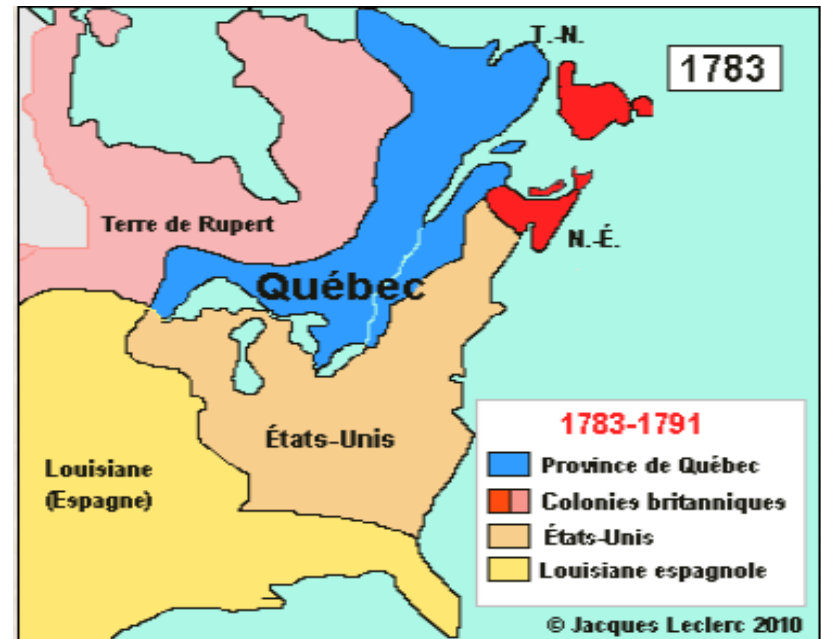 T.-N.
1783
Terre de Rupert
N.-É.
Québec
États-Unis
Louisiane
(Espagne)
1783-1791
Province de Québec
Colonies britanniques
États-Unis
Louisiane espagnole
© Jacques Leclerc 2010